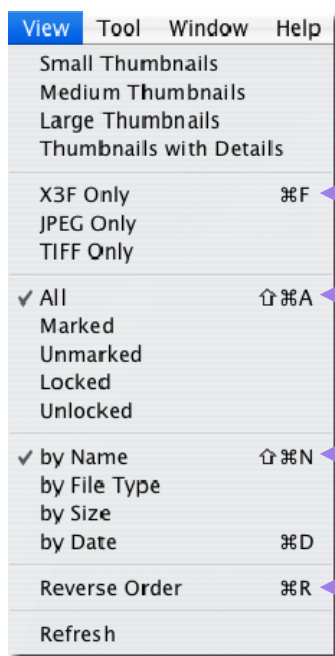 View Tool Window Help
Small Thumbnails
Medium Thumbnails
Large Thumbnails
Thumbnails with Details
X3F Only ⌘F
JPEG Only
TIFF Only
✓ All ⇧⌘A
Marked
Unmarked
Locked
Unlocked
✓ by Name ⇧⌘N
by File Type
by Size
by Date ⌘D
Reverse Order ⌘R
Refresh